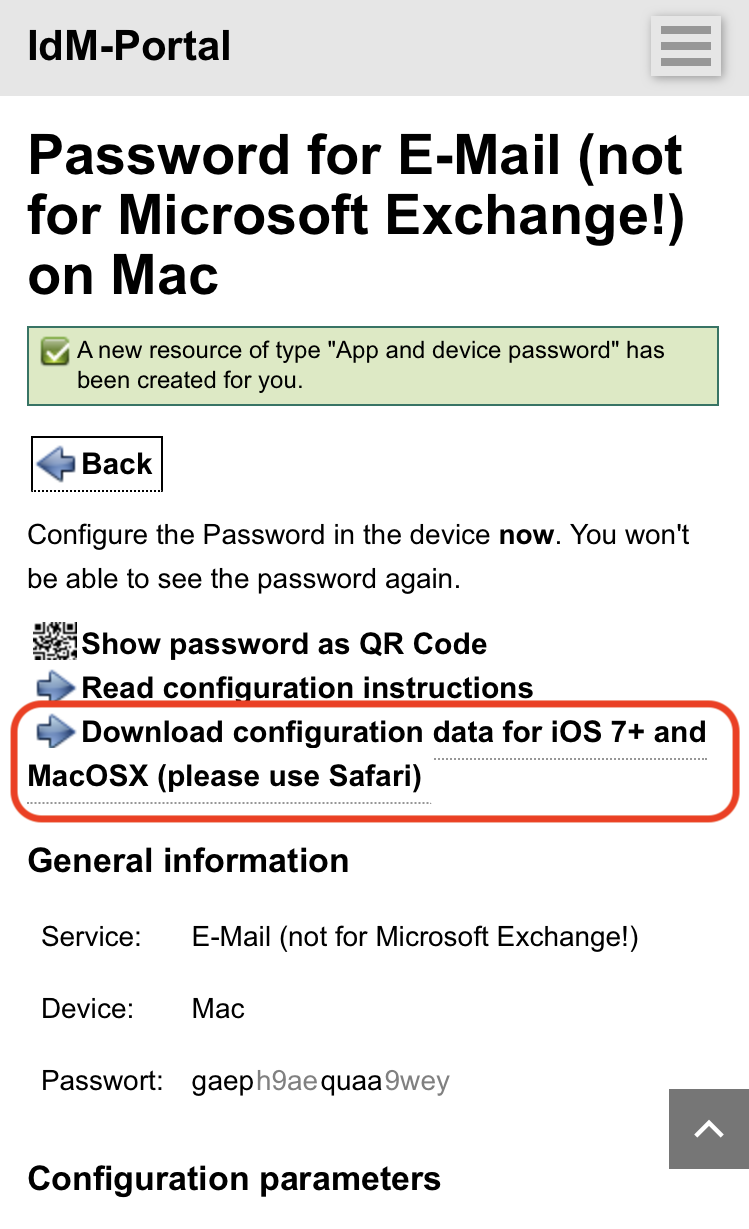 IdM-Portal
Password for E-Mail (not
for Microsoft Exchange!)
on Mac
A new resource of type "App and device password" has
been created for you.
Back
Configure the Password in the device now. You won't
be able to see the password again.
Show password as QR Code
Read configuration instructions
Download configuration data for iOS 7+ and
MacOSX (please use Safari)
General information
Service: E-Mail (not for Microsoft Exchange!)
Device: Mac
Passwort: gaeph9aequaa9wey
Configuration parameters